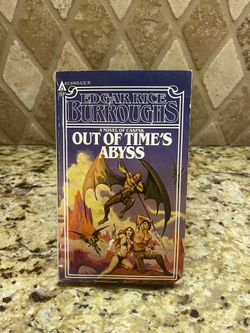 EDGAR RICE
BURROUGHS
A NOVEL OF CASPAK
OUT OF TIME'S
ABYSS